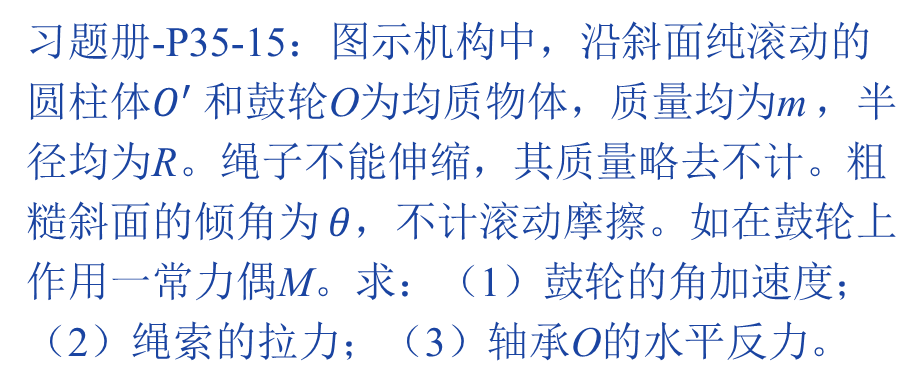 习题册-P35-15：图示机构中，沿斜面纯滚动的
圆柱体O′ 和鼓轮O为均质物体，质量均为m，半
径均为R。绳子不能伸缩，其质量略去不计。粗
糙斜面的倾角为θ，不计滚动摩擦。如在鼓轮上
作用一常力偶M。求：（1）鼓轮的角加速度；
（2）绳索的拉力；（3）轴承O的水平反力。